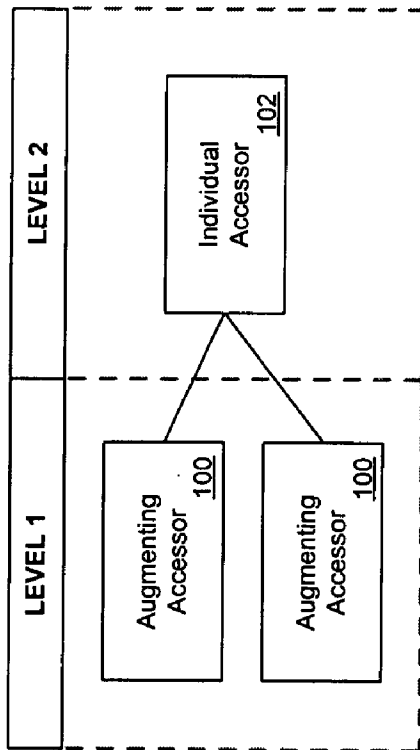 LEVEL 1
LEVEL 2
Augmenting
Accessor
100
Augmenting
Accessor
100
Individual
Accessor
102